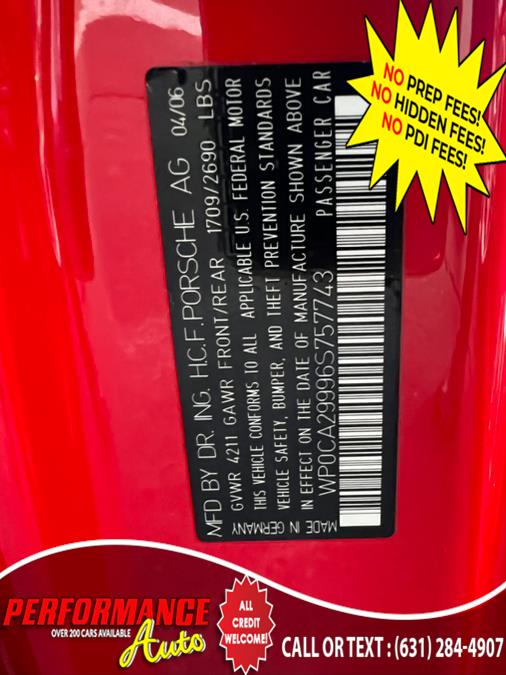 NO PREP FEES!
NO HIDDEN FEES!
NO PDI FEES!
MFD BY DR. ING. HC.F.PORSCHE AG 04/06
GVWR 4211 GAWR FRONT/REAR 1709/2690 LBS
THIS VEHICLE CONFORMS TO ALL APPLICABLE U.S. FEDERAL MOTOR
VEHICLE SAFETY, BUMPER, AND THEFT PREVENTION STANDARDS
IN EFFECT ON THE DATE OF MANUFACTURE SHOWN ABOVE
WP0CA29996S757743 PASSENGER CAR
MADE IN GERMANY
PERFORMANCE
OVER 200 CARS AVAILABLE
Auto
ALL
CREDIT
WELCOME!
CALL OR TEXT : (631) 284-4907